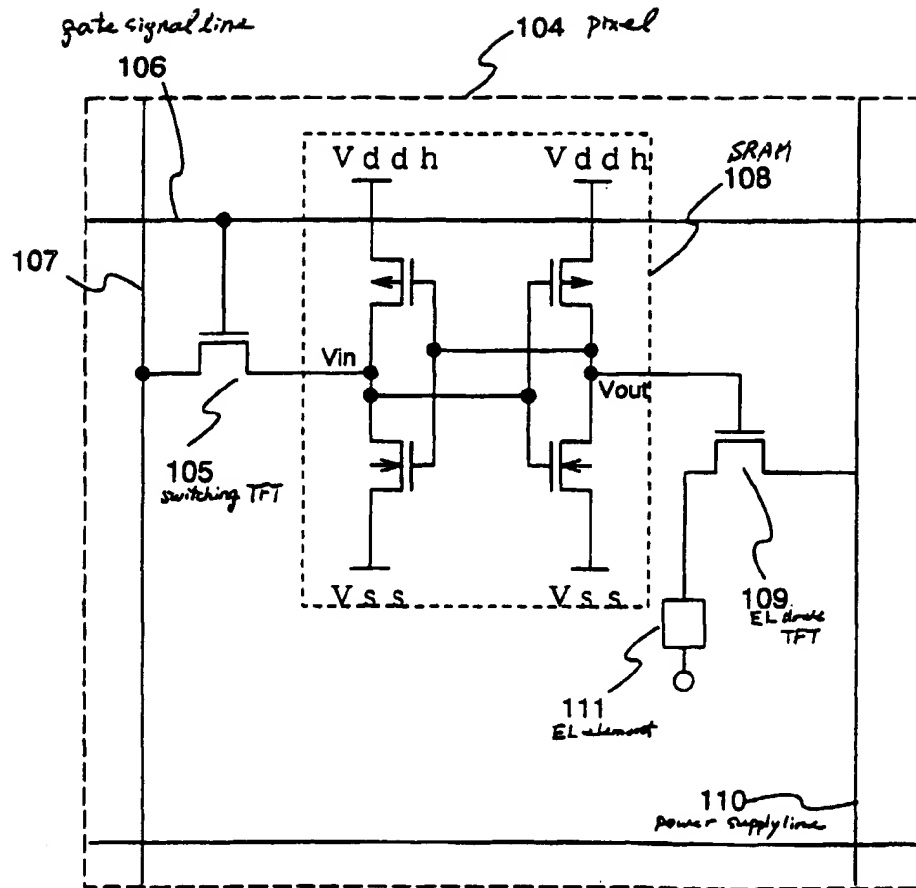 gate signal line
106
104 pixel
Vddh
Vddh
SRAM
108
107
Vin
Vout
105
switching TFT
Vss
Vss
109
EL drive
TFT
111
EL element
110
power supply line